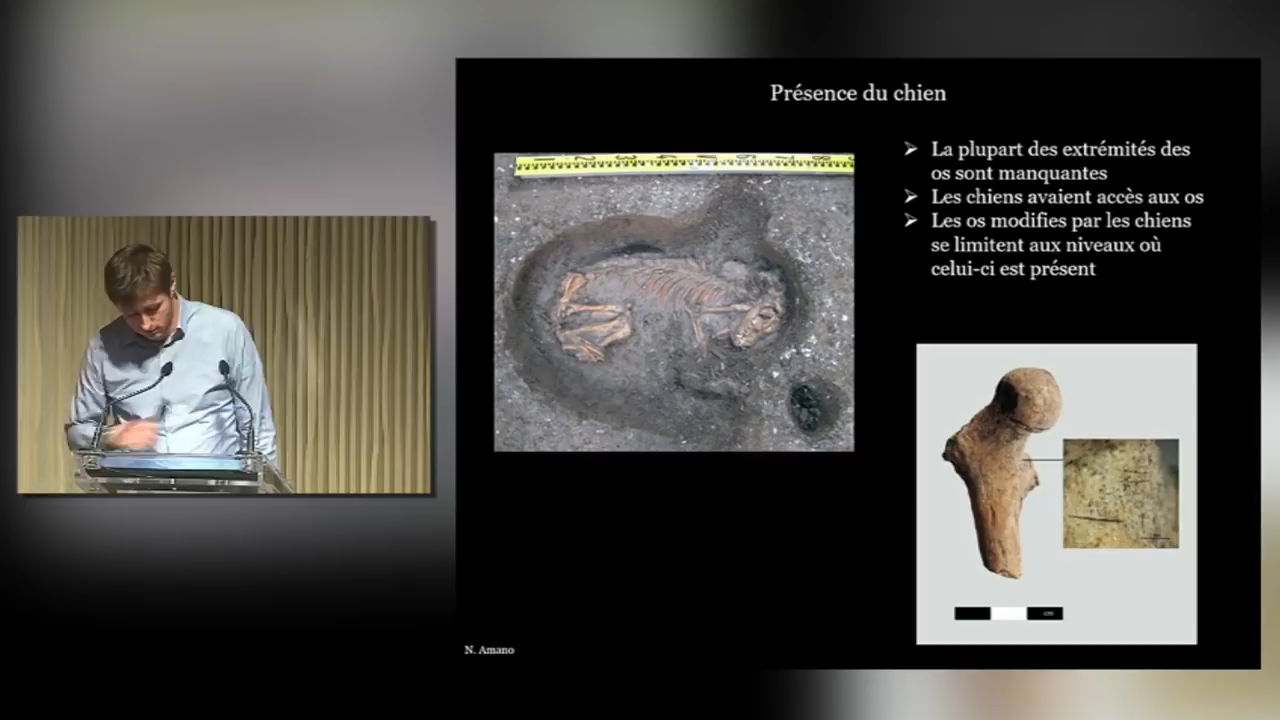 Présence du chien
➢ La plupart des extrémités des
os sont manquantes
➢ Les chiens avaient accès aux os
➢ Les os modifies par les chiens
se limitent aux niveaux où
celui-ci est présent
N. Amano